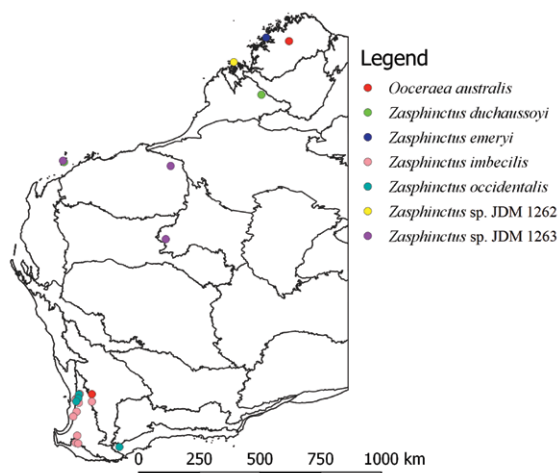 Legend
Ooceraea australis
Zasphinctus duchaussoyi
Zasphinctus emeryi
Zasphinctus imbecilis
Zasphinctus occidentalis
Zasphinctus sp. JDM 1262
Zasphinctus sp. JDM 1263
0 250 500 1000 km